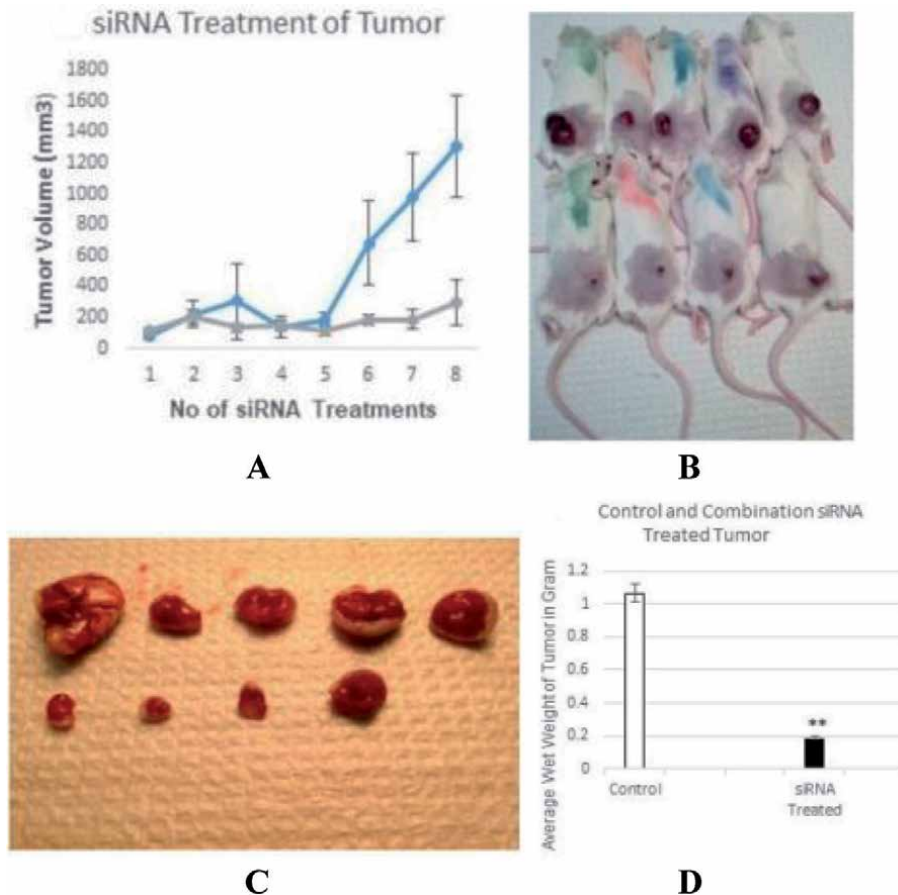 siRNA Treatment of Tumor
Tumor Volume (mm3)
1800
1600
1400
1200
1000
800
600
400
200
0
1 2 3 4 5 6 7 8
No of siRNA Treatments
A
B
C
Control and Combination siRNA
Treated Tumor
Average Wet Weight of Tumor in Gram
1.2
1
0.8
0.6
0.4
0.2
0
**
Control
siRNA
Treated
D